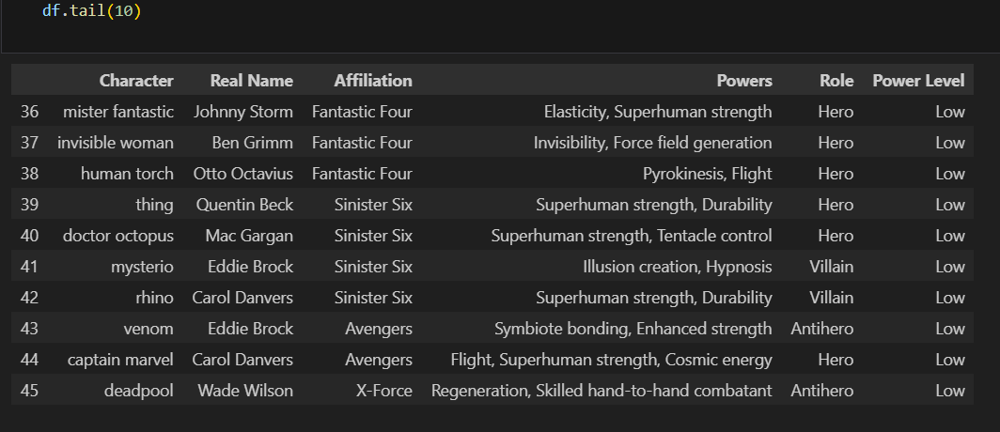 df.tail(10)
Character Real Name Affiliation Powers Role Power Level
36 mister fantastic Johnny Storm Fantastic Four Elasticity, Superhuman strength Hero Low
37 invisible woman Ben Grimm Fantastic Four Invisibility, Force field generation Hero Low
38 human torch Otto Octavius Fantastic Four Pyrokinesis, Flight Hero Low
39 thing Quentin Beck Sinister Six Superhuman strength, Durability Hero Low
40 doctor octopus Mac Gargan Sinister Six Superhuman strength, Tentacle control Hero Low
41 mysterio Eddie Brock Sinister Six Illusion creation, Hypnosis Villain Low
42 rhino Carol Danvers Sinister Six Superhuman strength, Durability Villain Low
43 venom Eddie Brock Avengers Symbiote bonding, Enhanced strength Antihero Low
44 captain marvel Carol Danvers Avengers Flight, Superhuman strength, Cosmic energy Hero Low
45 deadpool Wade Wilson X-Force Regeneration, Skilled hand-to-hand combatant Antihero Low